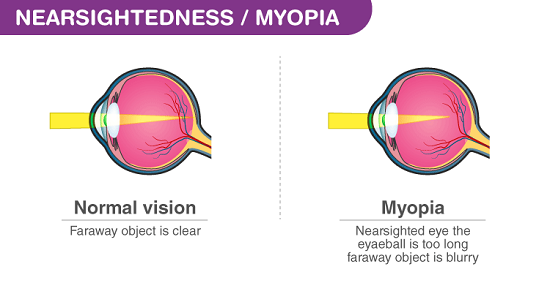 NEARSIGHTEDNESS / MYOPIA
Normal vision
Faraway object is clear
Myopia
Nearsighted eye the
eyaeball is too long
faraway object is blurry